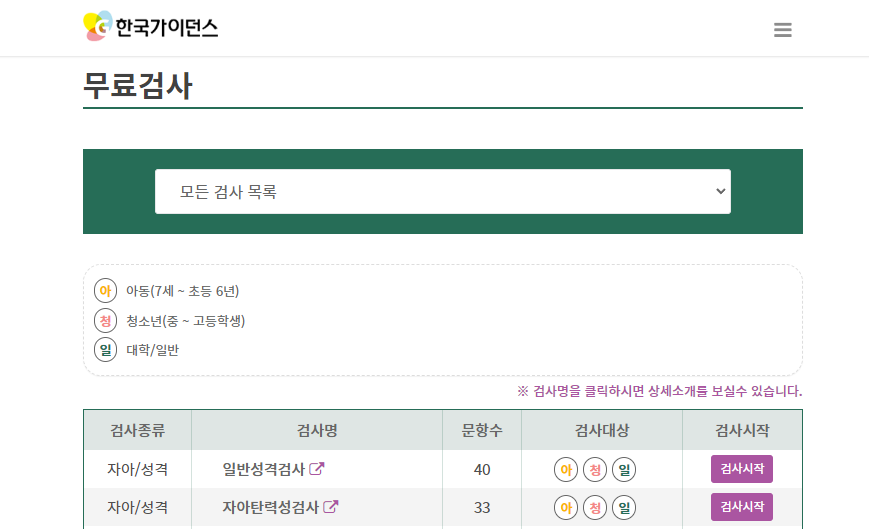 한국가이던스
무료검사
모든 검사 목록
아 아동(7세 ~ 초등 6년)
청 청소년(중 ~ 고등학생)
일 대학/일반
※ 검사명을 클릭하시면 상세소개를 보실수 있습니다.
검사종류 검사명 문항수 검사대상 검사시작
자아/성격 일반성격검사 40 아 청 일 검사시작
자아/성격 자아탄력성검사 33 아 청 일 검사시작